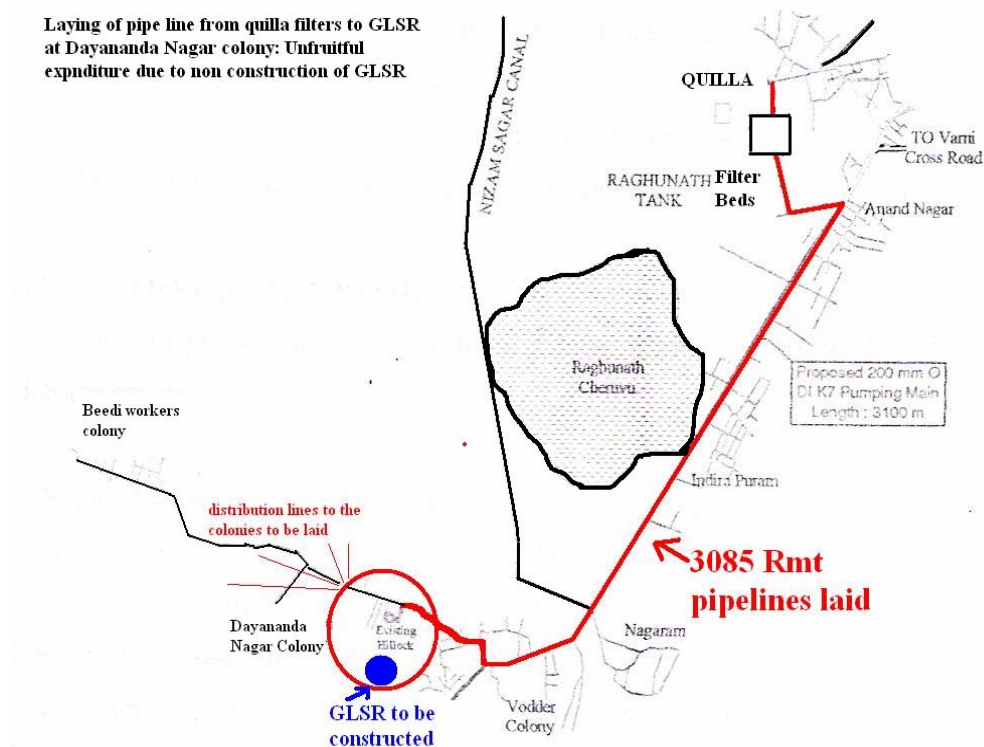 Laying of pipe line from quilla filters to GLSR
at Dayananda Nagar colony: Unfruitful
expnditure due to non construction of GLSR
NIZAM SAGAR CANAL
QUILLA
TO Varni
Cross Road
RAGHUNATH
TANK
Filter
Beds
Anand Nagar
Raghunath
Cheruvu
Proposed 200 mm O
DI K7 Pumping Main
Length : 3100 m
Beedi workers
colony
Indira Puram
distribution lines to the
colonies to be laid
3085 Rmt
pipelines laid
Dayananda
Nagar Colony
Existing
Hillock
Nagaram
Vodder
Colony
GLSR to be
constructed